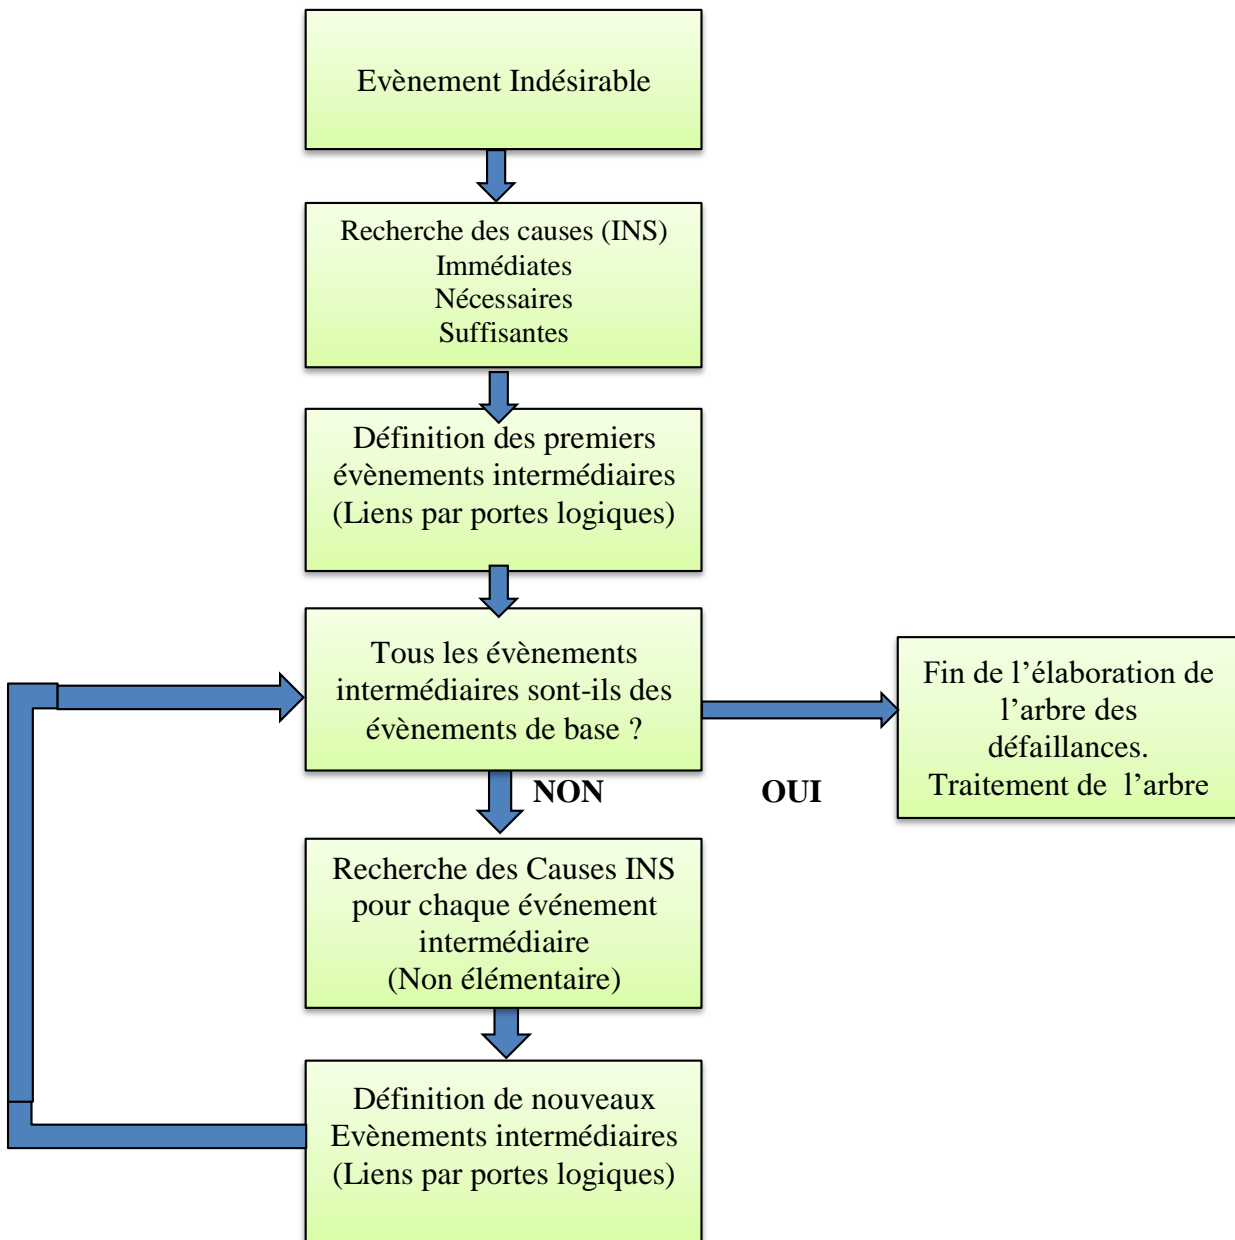 Evènement Indésirable
Recherche des causes (INS)
Immédiates
Nécessaires
Suffisantes
Définition des premiers
évènements intermédiaires
(Liens par portes logiques)
Tous les évènements
intermédiaires sont-ils des
évènements de base ?
Fin de l’élaboration de
l’arbre des
défaillances.
Traitement de l’arbre
NON
OUI
Recherche des Causes INS
pour chaque événement
intermédiaire
(Non élémentaire)
Définition de nouveaux
Evènements intermédiaires
(Liens par portes logiques)